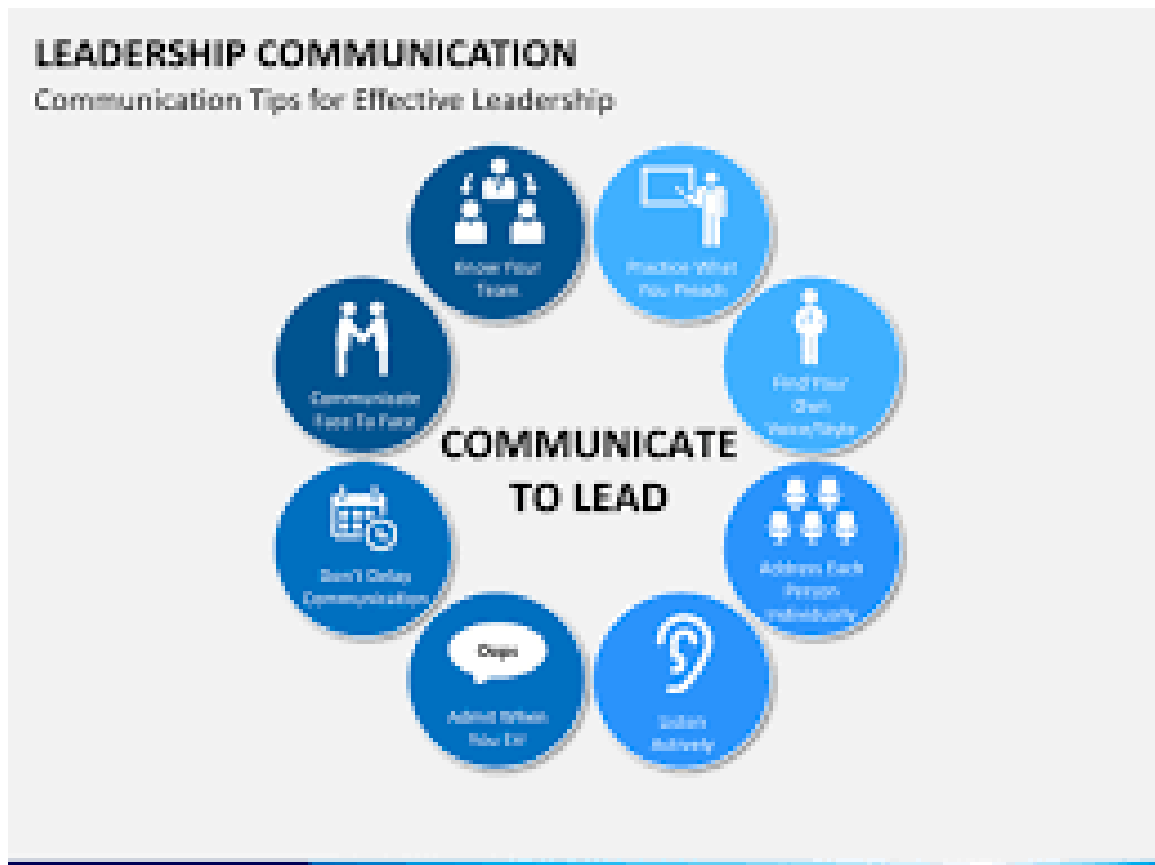 LEADERSHIP COMMUNICATION
Communication Tips for Effective Leadership
Know Your
Team
Practice What
You Preach
Find Your
Own
Voice/Style
Address Each
Person
Individually
Listen
Actively
Oops
Admit When
You Err
Don't Delay
Communication
Communicate
Face To Face
COMMUNICATE
TO LEAD